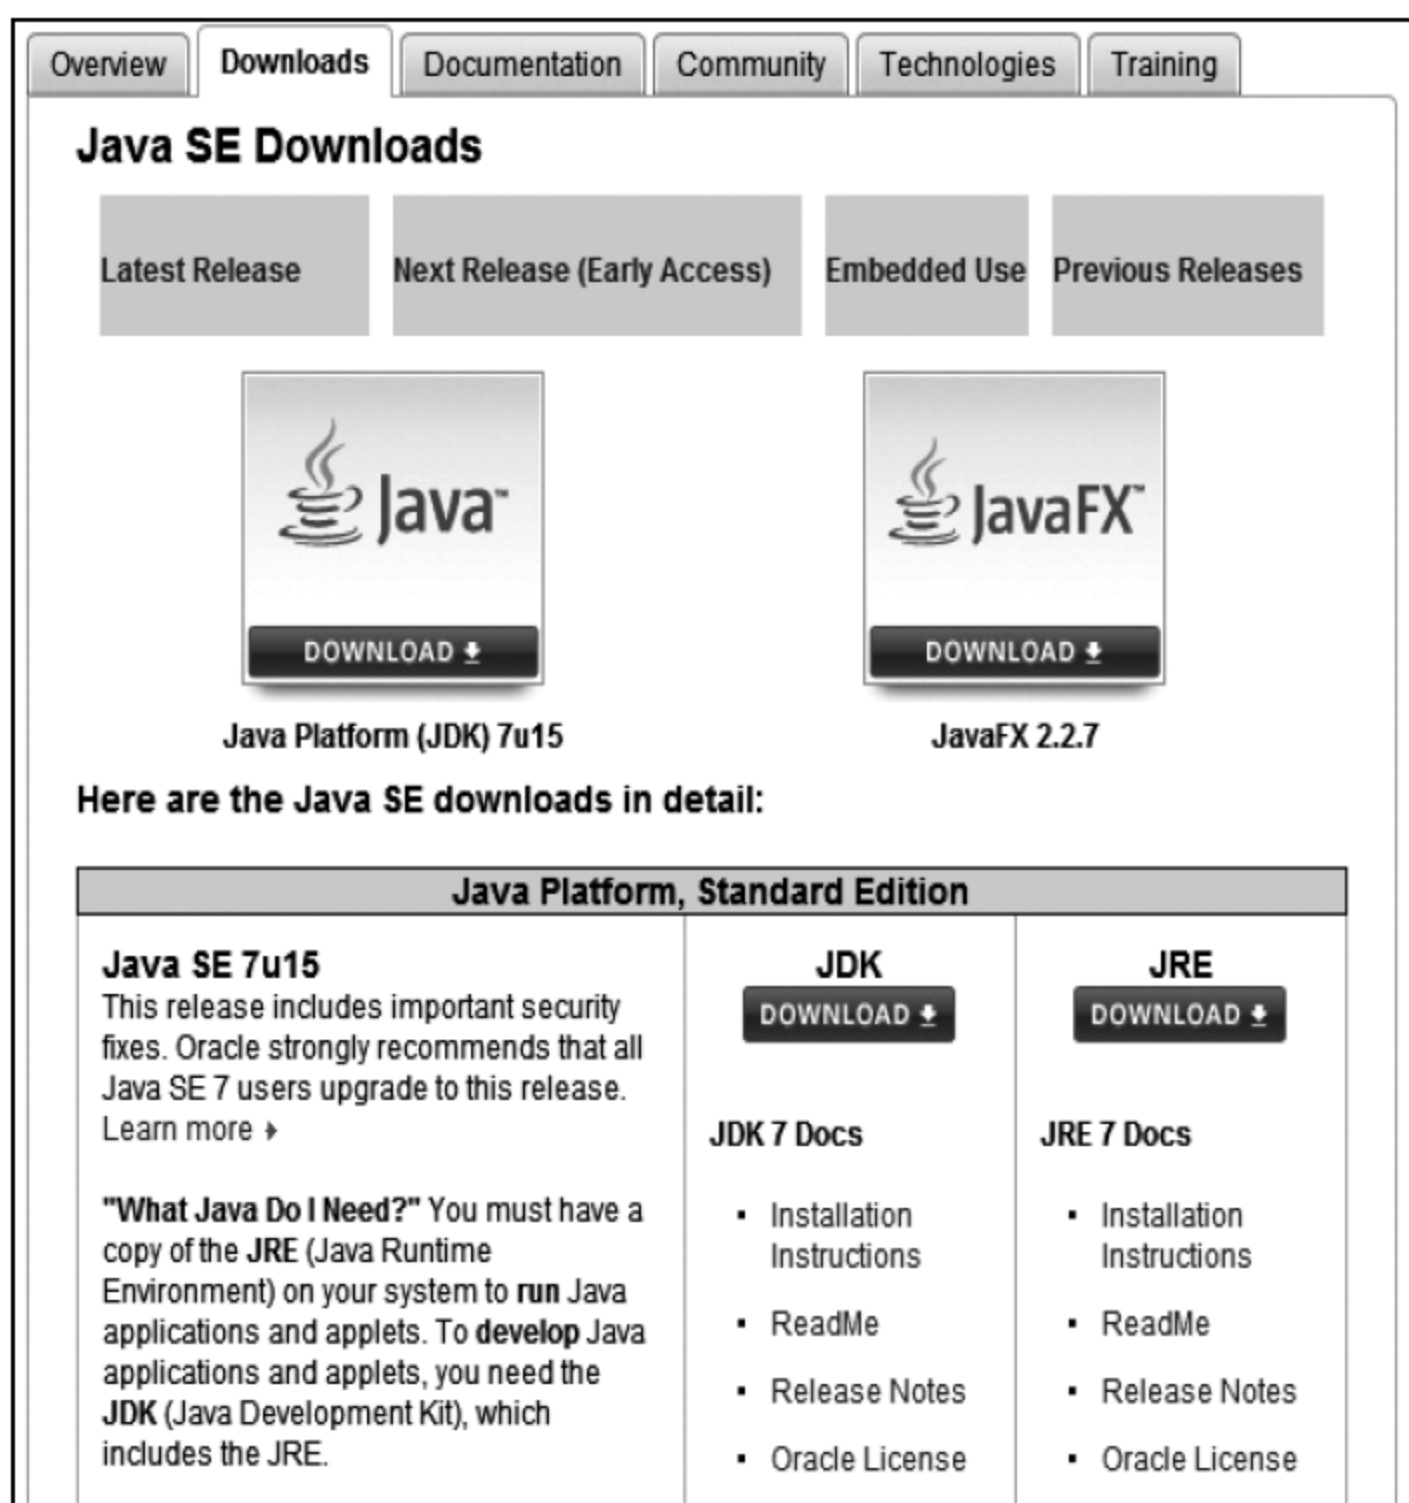 Overview Downloads Documentation Community Technologies Training
Java SE Downloads
Latest Release Next Release (Early Access) Embedded Use Previous Releases
Java™ JavaFX™
DOWNLOAD DOWNLOAD
Java Platform (JDK) 7u15 JavaFX 2.2.7
Here are the Java SE downloads in detail:
Java Platform, Standard Edition
Java SE 7u15
This release includes important security
fixes. Oracle strongly recommends that all
Java SE 7 users upgrade to this release.
Learn more
"What Java Do I Need?" You must have a
copy of the JRE (Java Runtime
Environment) on your system to run Java
applications and applets. To develop Java
applications and applets, you need the
JDK (Java Development Kit), which
includes the JRE.
JDK
DOWNLOAD
JDK 7 Docs
▪ Installation
Instructions
▪ ReadMe
▪ Release Notes
▪ Oracle License
JRE
DOWNLOAD
JRE 7 Docs
▪ Installation
Instructions
▪ ReadMe
▪ Release Notes
▪ Oracle License